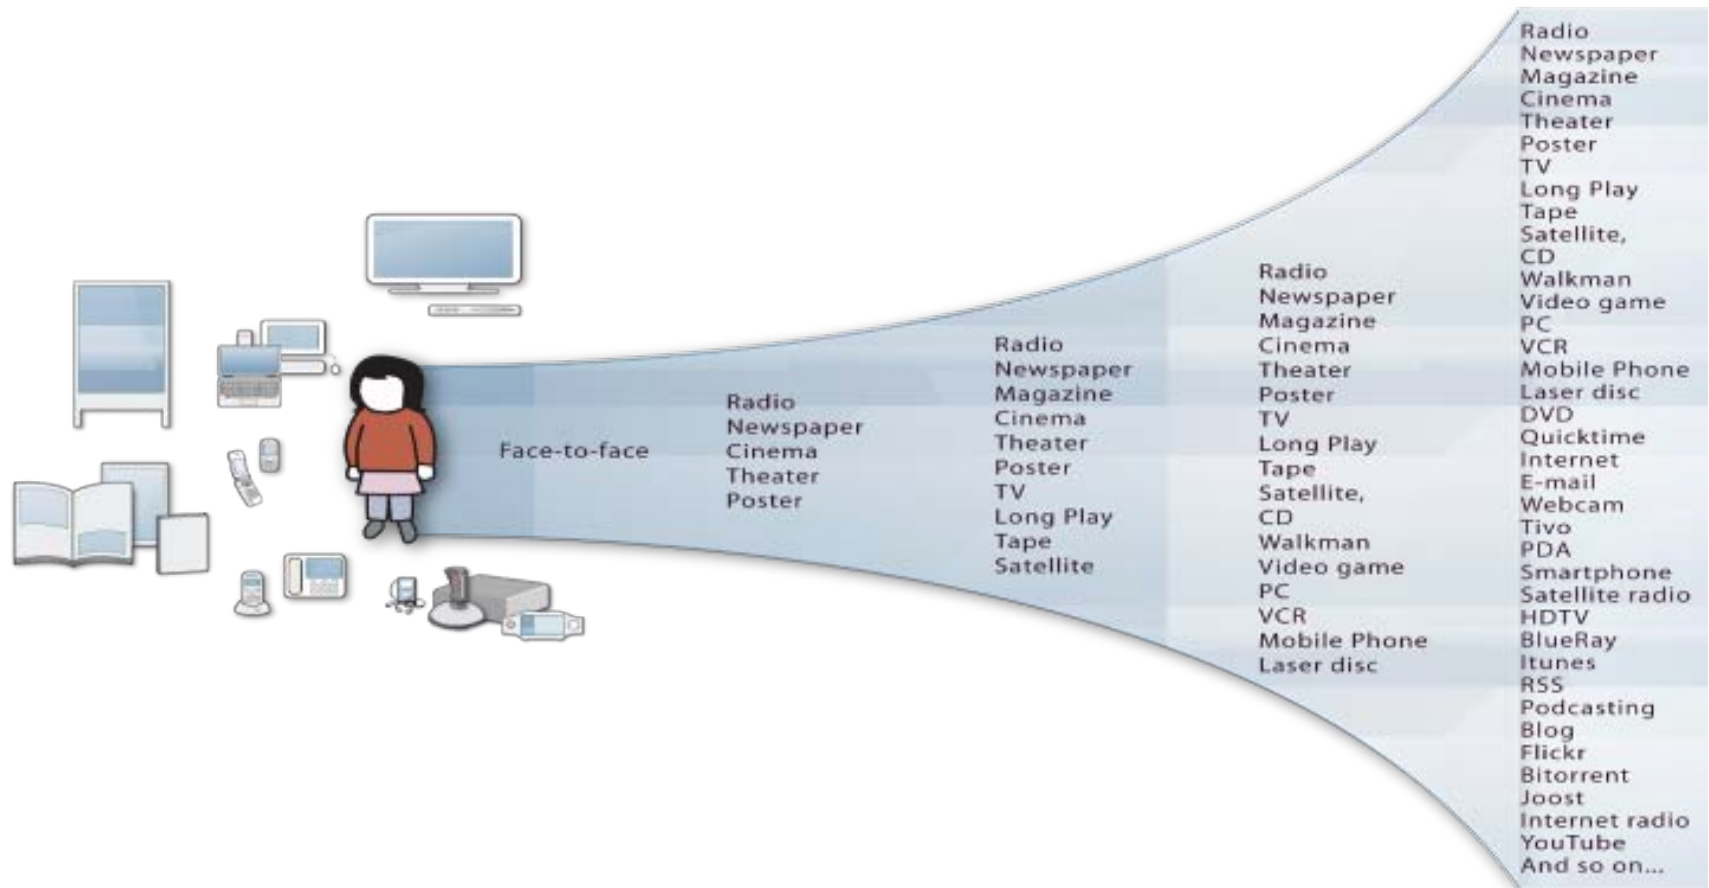 Face-to-face
Radio
Newspaper
Cinema
Theater
Poster
Radio
Newspaper
Magazine
Cinema
Theater
Poster
TV
Long Play
Tape
Satellite
Radio
Newspaper
Magazine
Cinema
Theater
Poster
TV
Long Play
Tape
Satellite,
CD
Walkman
Video game
PC
VCR
Mobile Phone
Laser disc
Radio
Newspaper
Magazine
Cinema
Theater
Poster
TV
Long Play
Tape
Satellite,
CD
Walkman
Video game
PC
VCR
Mobile Phone
Laser disc
DVD
Quicktime
Internet
E-mail
Webcam
Tivo
PDA
Smartphone
Satellite radio
HDTV
BlueRay
Itunes
RSS
Podcasting
Blog
Flickr
Bitorrent
Joost
Internet radio
YouTube
And so on...